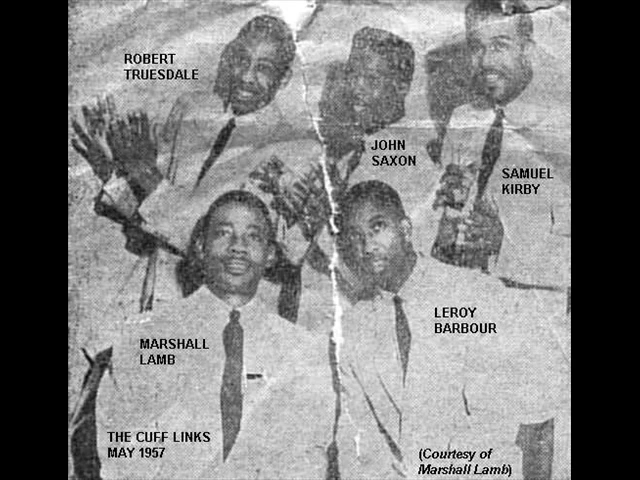 ROBERT
TRUESDALE
JOHN
SAXON
SAMUEL
KIRBY
LEROY
BARBOUR
MARSHALL
LAMB
THE CUFF LINKS
MAY 1957
(Courtesy of
Marshall Lamb)